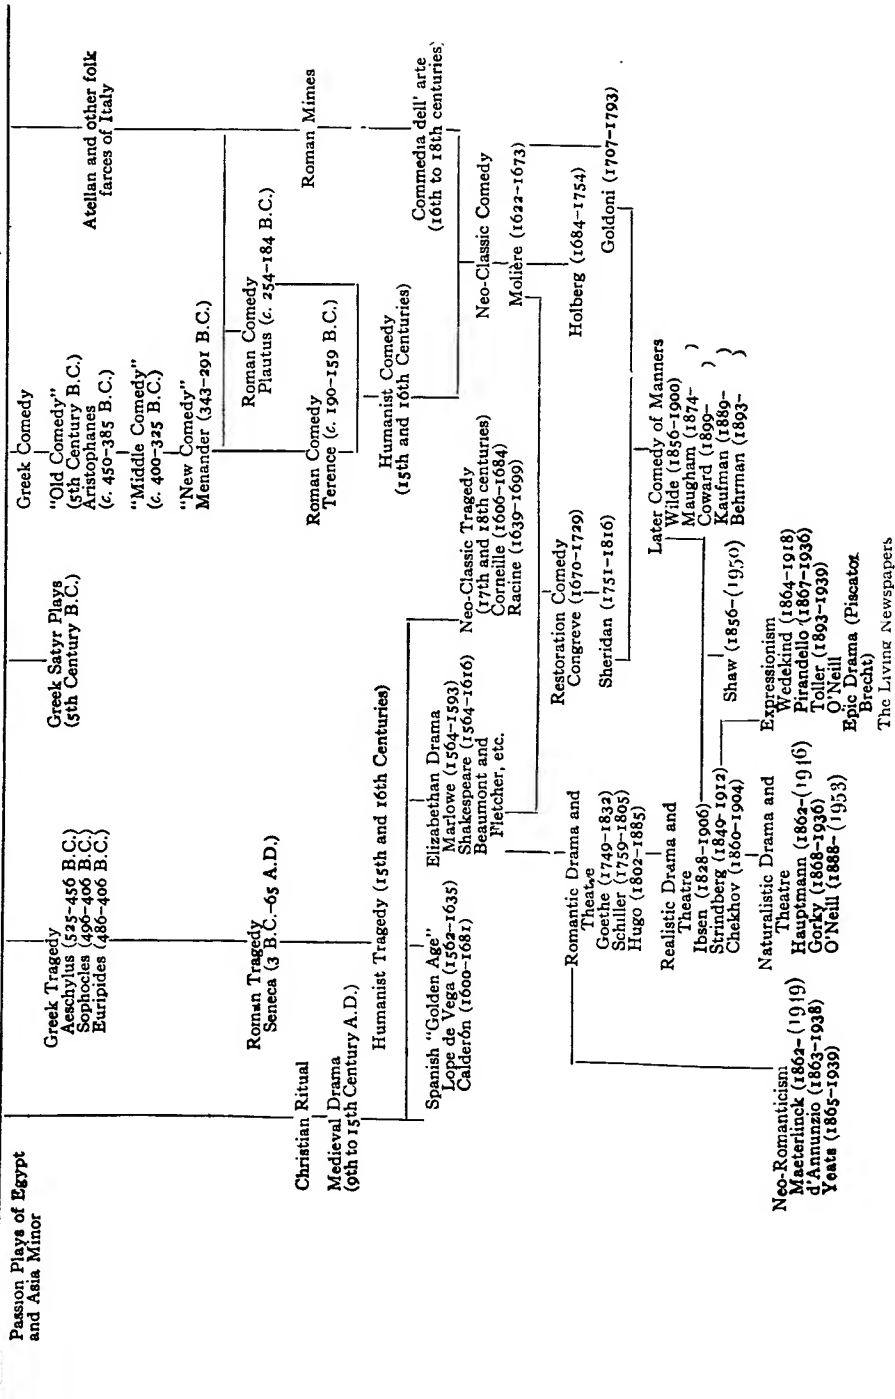 Passion Plays of Egypt
and Asia Minor
Greek Tragedy
Aeschylus (525-456 B.C.)
Sophocles (496-406 B.C.)
Euripides (486-406 B.C.)
Greek Satyr Plays
(5th Century B.C.)
Greek Comedy
"Old Comedy"
(5th Century B.C.)
Aristophanes
(c. 450-385 B.C.)
"Middle Comedy"
(c. 400-325 B.C.)
"New Comedy"
Menander (343-291 B.C.)
Atellan and other folk
farces of Italy
Roman Tragedy
Seneca (3 B.C.-65 A.D.)
Roman Comedy
Plautus (c. 254-184 B.C.)
Roman Comedy
Terence (c. 190-159 B.C.)
Roman Mimes
Christian Ritual
Medieval Drama
(9th to 15th Century A.D.)
Humanist Tragedy (15th and 16th Centuries)
Humanist Comedy
(15th and 16th Centuries)
Commedia dell' arte
(16th to 18th centuries)
Spanish "Golden Age"
Lope de Vega (1562-1635)
Calderón (1600-1681)
Elizabethan Drama
Marlowe (1564-1593)
Shakespeare (1564-1616)
Beaumont and
Fletcher, etc.
Neo-Classic Tragedy
(17th and 18th centuries)
Corneille (1606-1684)
Racine (1639-1699)
Neo-Classic Comedy
Molière (1622-1673)
Holberg (1684-1754)
Goldoni (1707-1793)
Restoration Comedy
Congreve (1670-1729)
Sheridan (1751-1816)
Romantic Drama and
Theatre
Goethe (1749-1832)
Schiller (1759-1805)
Hugo (1802-1885)
Realistic Drama and
Theatre
Ibsen (1828-1906)
Strindberg (1849-1912)
Chekhov (1860-1904)
Later Comedy of Manners
Wilde (1856-1900)
Maugham (1874- )
Coward (1899- )
Kaufman (1889- )
Behrman (1893- )
Shaw (1856-(1950)
Neo-Romanticism
Maeterlinck (1862-(1949)
d'Annunzio (1863-1938)
Yeats (1865-1939)
Naturalistic Drama and
Theatre
Hauptmann (1862-(1946)
Gorky (1868-1936)
O'Neill (1888-(1953)
Expressionism
Wedekind (1864-1918)
Pirandello (1867-1936)
Toller (1893-1939)
O'Neill
Epic Drama (Piscator
Brecht)
The Living Newspapers